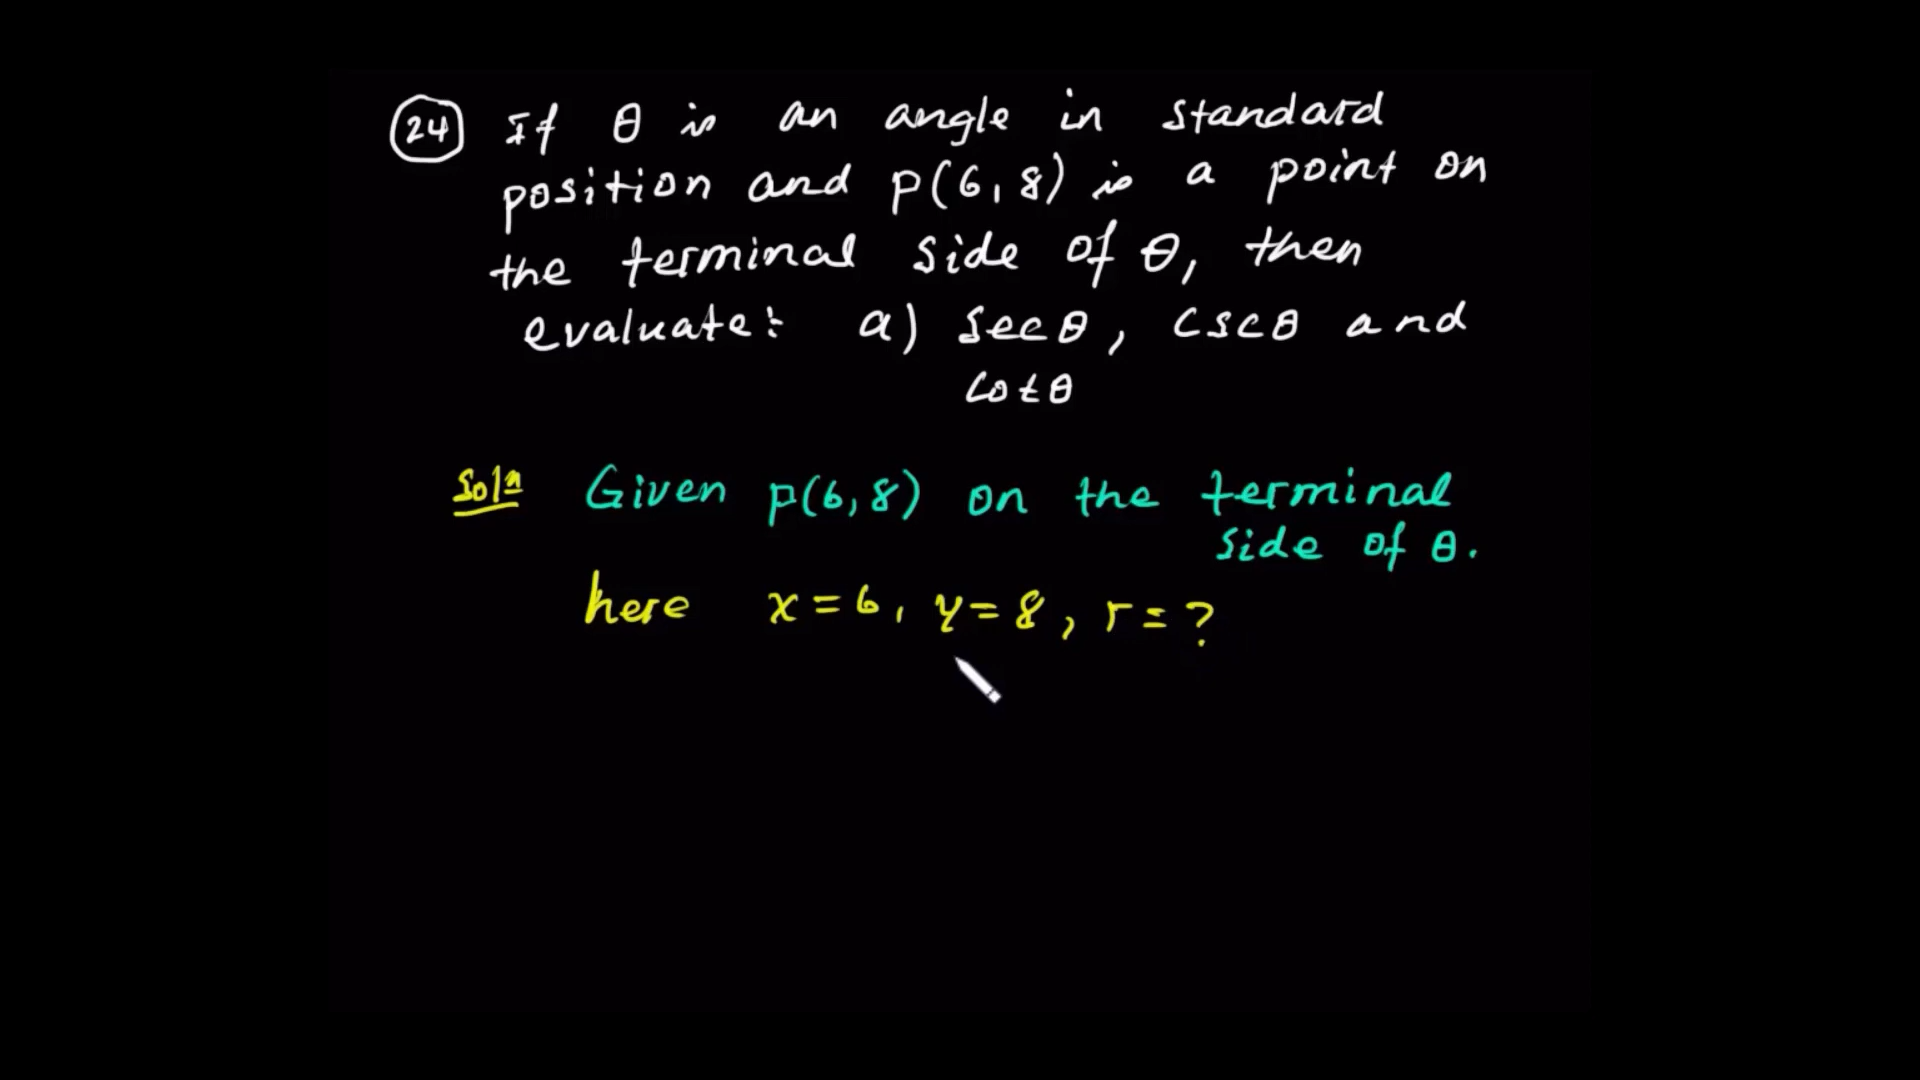 24 If θ is an angle in standard
position and p(6,8) is a point on
the terminal side of θ, then
evaluate: a) secθ, cscθ and
cotθ
Soln Given p(6,8) on the terminal
side of θ.
here x=6, y=8, r=?